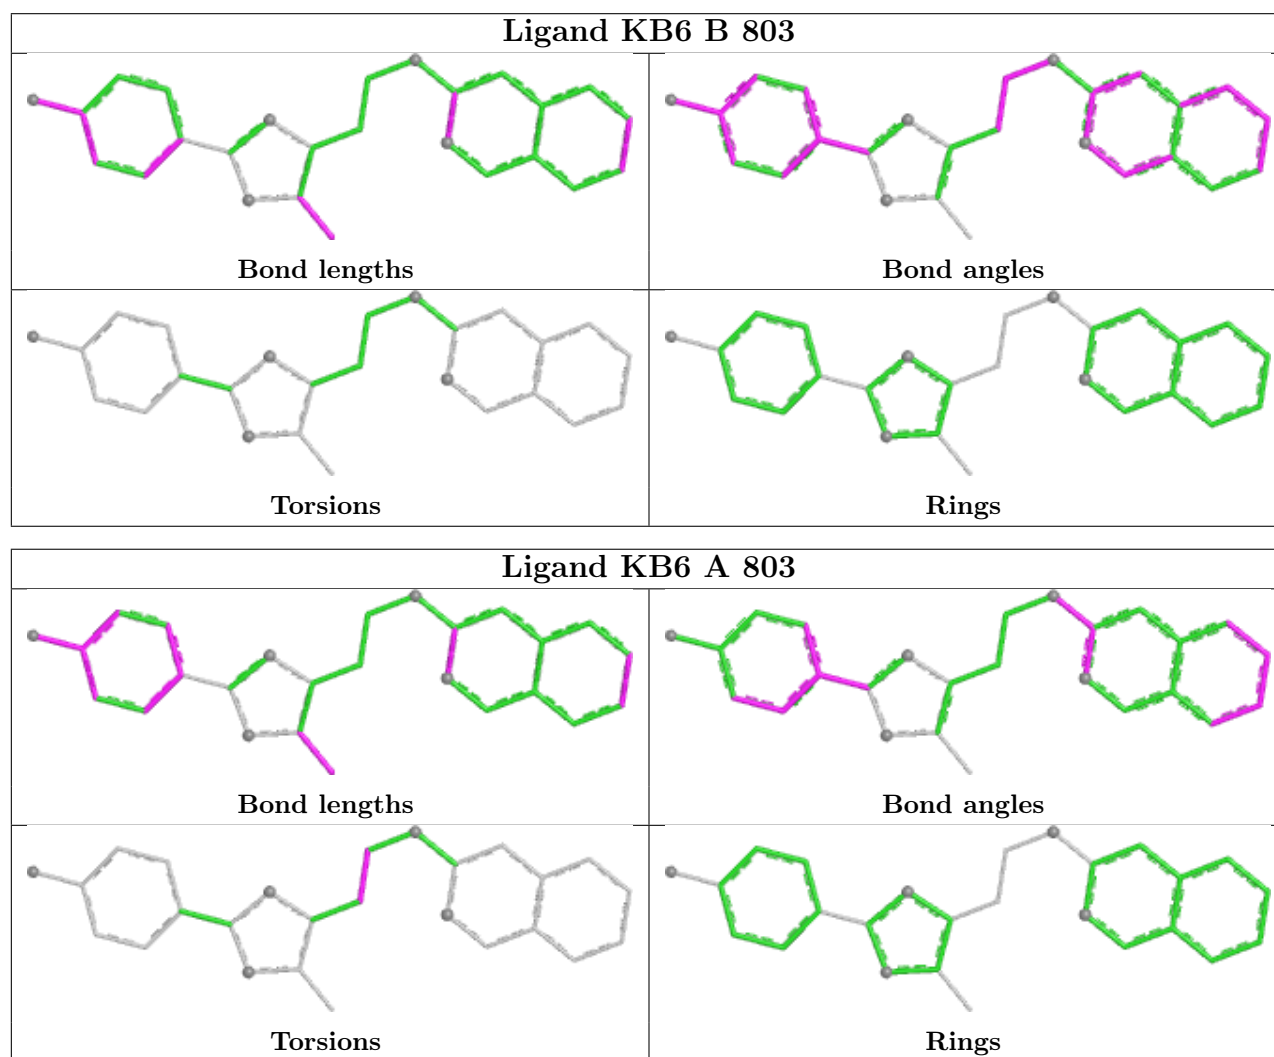 Ligand KB6 B 803
Bond lengths
Bond angles
Torsions
Rings
Ligand KB6 A 803
Bond lengths
Bond angles
Torsions
Rings